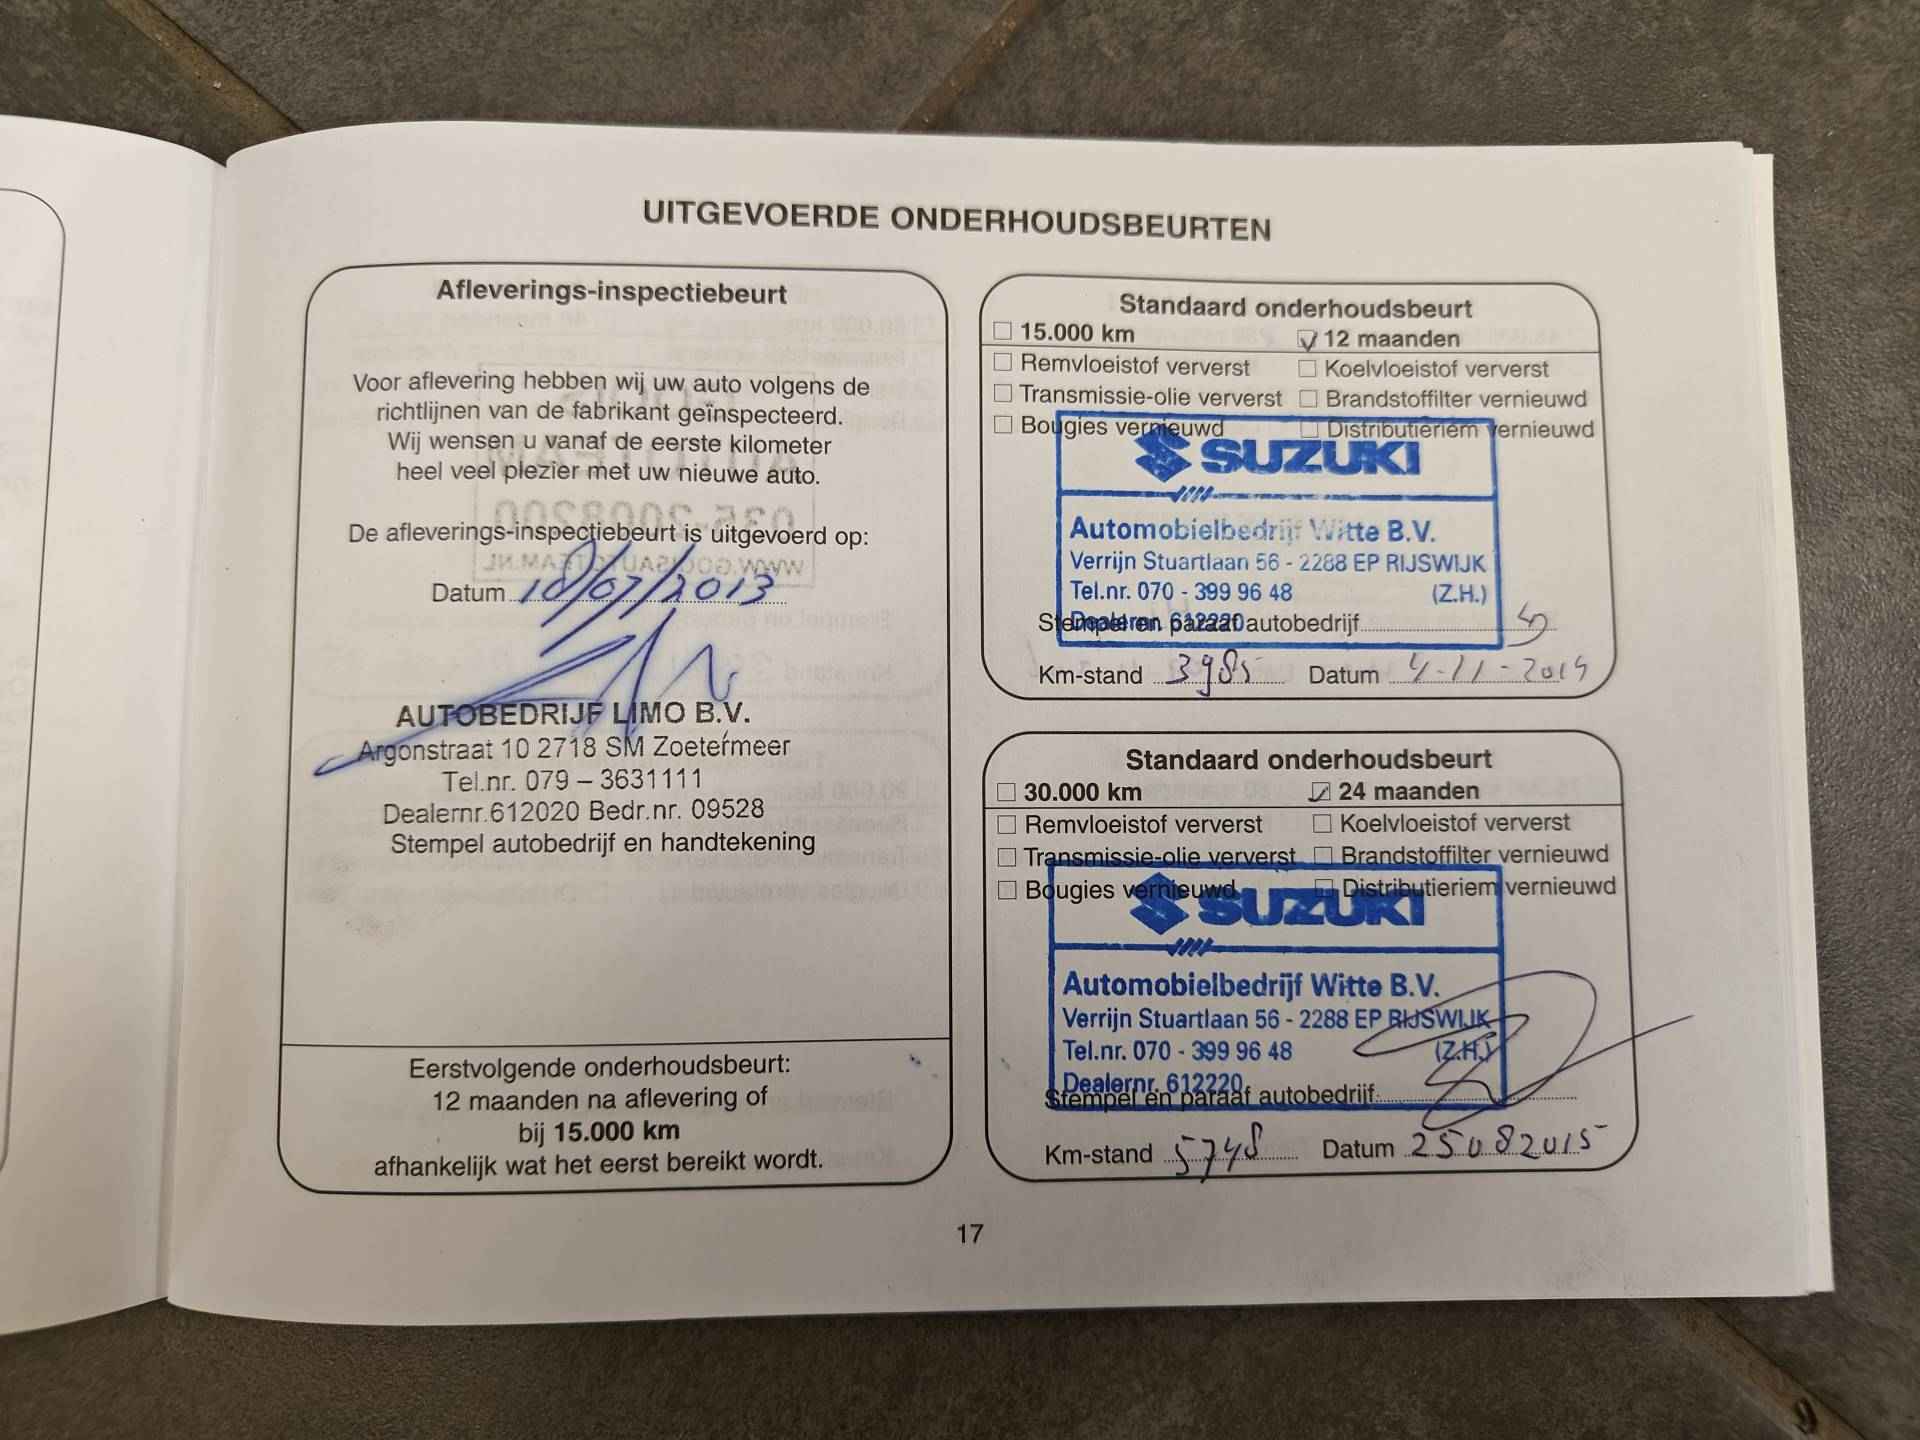 UITGEVOERDE ONDERHOUDSBEURTEN
Afleverings-inspectiebeurt
Voor aflevering hebben wij uw auto volgens de
richtlijnen van de fabrikant geïnspecteerd.
Wij wensen u vanaf de eerste kilometer
heel veel plezier met uw nieuwe auto.
De afleverings-inspectiebeurt is uitgevoerd op:
Datum 18/07/2013
AUTOBEDRIJF LIMO B.V.
Argonstraat 10 2718 SM Zoetermeer
Tel.nr. 079 – 3631111
Dealernr.612020 Bedr.nr. 09528
Stempel autobedrijf en handtekening
Eerstvolgende onderhoudsbeurt:
12 maanden na aflevering of
bij 15.000 km
afhankelijk wat het eerst bereikt wordt.
Standaard onderhoudsbeurt
15.000 km 12 maanden
Remvloeistof ververst Koelvloeistof ververst
Transmissie-olie ververst Brandstoffilter vernieuwd
Bougies vernieuwd Distributieriem vernieuwd
SUZUKI
Automobielbedrijf Witte B.V.
Verrijn Stuartlaan 56 - 2288 EP RIJSWIJK
Tel.nr. 070 - 399 96 48 (Z.H.)
Dealernr. 612220
Stempel en paraaf autobedrijf
Km-stand 3985 Datum 4-11-2014
Standaard onderhoudsbeurt
30.000 km 24 maanden
Remvloeistof ververst Koelvloeistof ververst
Transmissie-olie ververst Brandstoffilter vernieuwd
Bougies vernieuwd Distributieriem vernieuwd
SUZUKI
Automobielbedrijf Witte B.V.
Verrijn Stuartlaan 56 - 2288 EP RIJSWIJK
Tel.nr. 070 - 399 96 48 (Z.H.)
Dealernr. 612220
Stempel en paraaf autobedrijf
Km-stand 5748 Datum 25082015
17